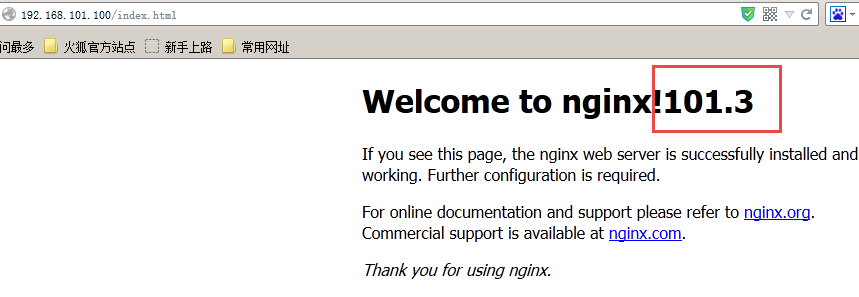 192.168.101.100/index.html
问最多 火狐官方站点 新手上路 常用网址
Welcome to nginx!101.3
If you see this page, the nginx web server is successfully installed and
working. Further configuration is required.
For online documentation and support please refer to nginx.org.
Commercial support is available at nginx.com.
Thank you for using nginx.